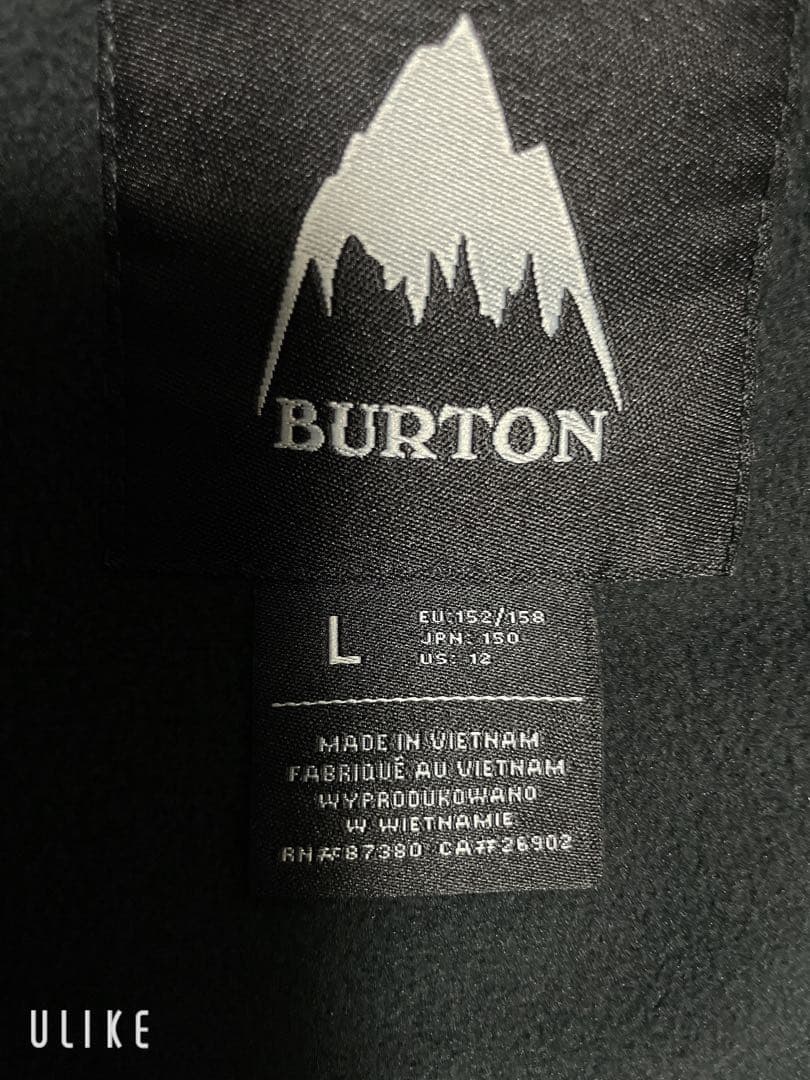 BURTON
L
EU:152/158
JPN: 150
US: 12
MADE IN VIETNAM
FABRIQUÉ AU VIETNAM
WYPRODUKOWANO
W WIETNAMIE
RN#87380 CA#26902
ULIKE